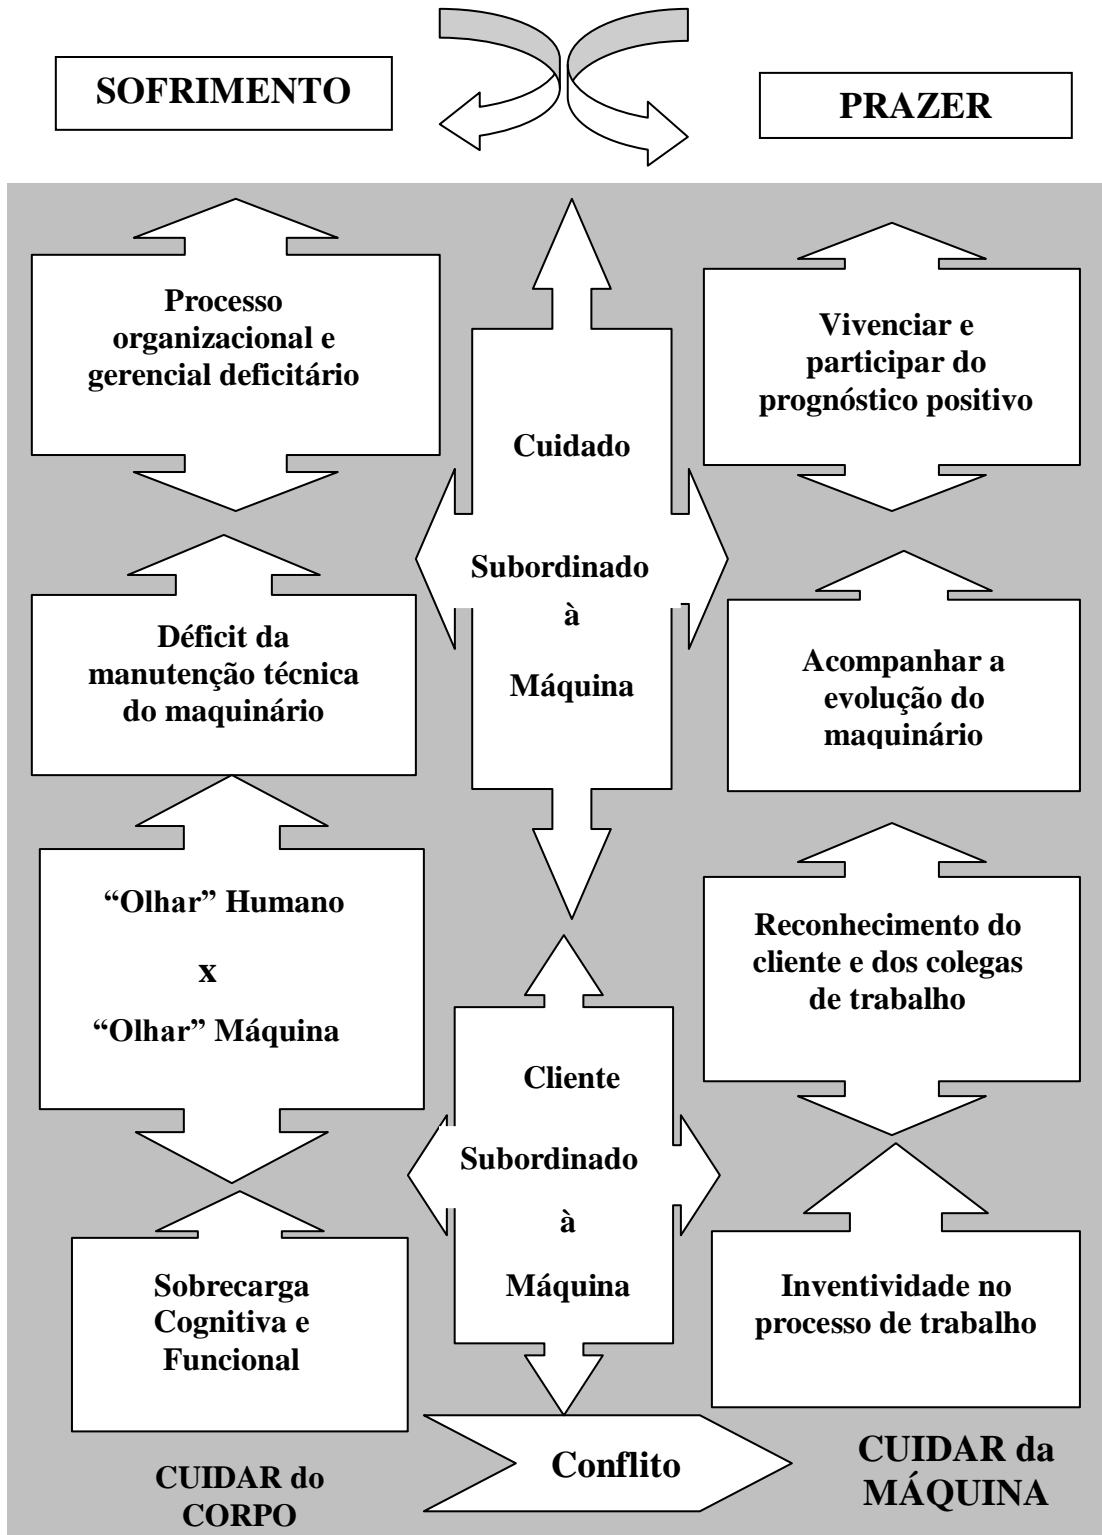 SOFRIMENTO
PRAZER
Processo
organizacional e
gerencial deficitário
Déficit da
manutenção técnica
do maquinário
“Olhar” Humano
x
“Olhar” Máquina
Sobrecarga
Cognitiva e
Funcional
CUIDAR do
CORPO
Cuidado
Subordinado
à
Máquina
Cliente
Subordinado
à
Máquina
Conflito
Vivenciar e
participar do
prognóstico positivo
Acompanhar a
evolução do
maquinário
Reconhecimento do
cliente e dos colegas
de trabalho
Inventividade no
processo de trabalho
CUIDAR da
MÁQUINA